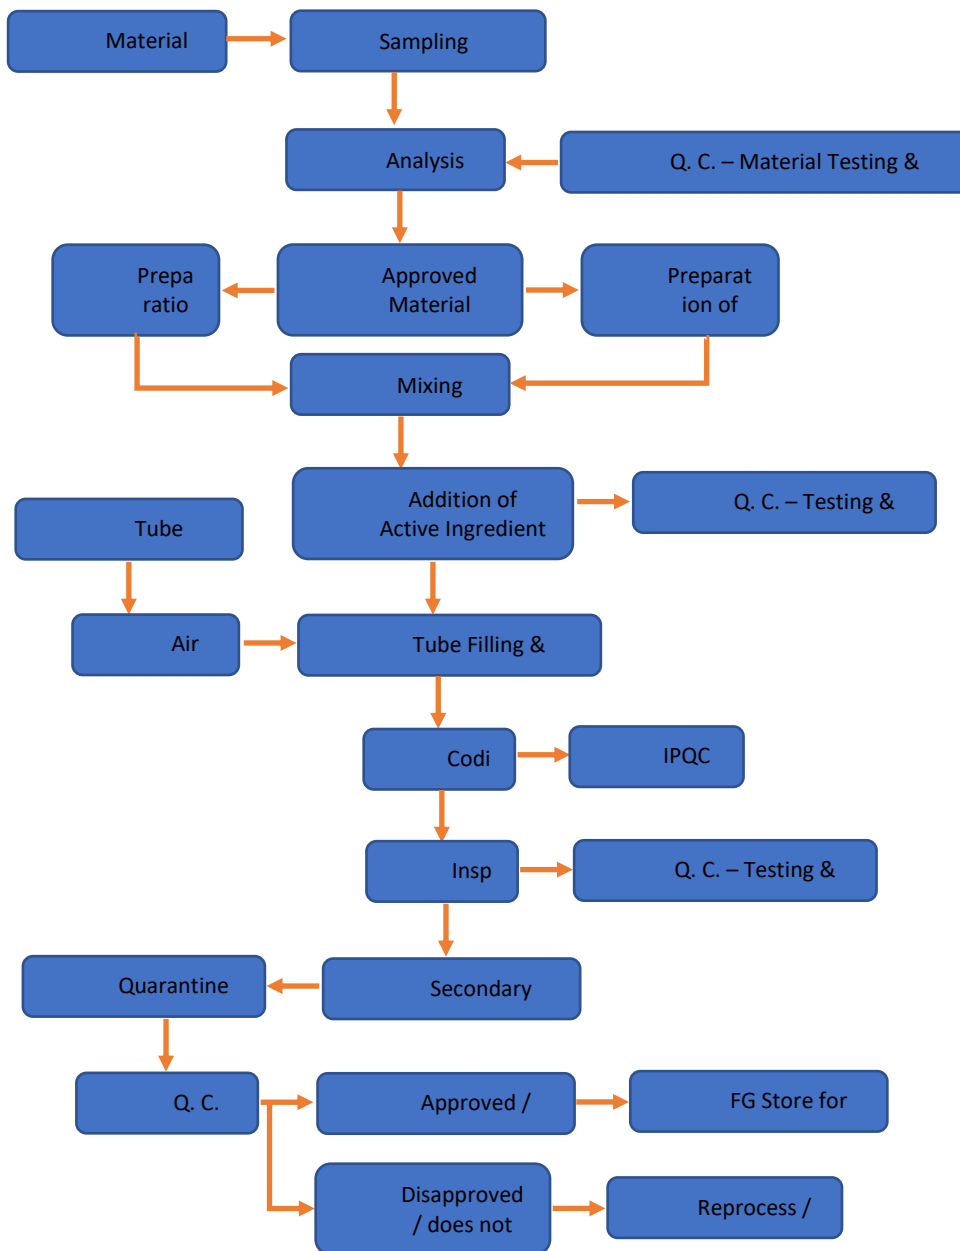 Material
Sampling
Analysis
Q. C. – Material Testing &
Prepa
ratio
Approved
Material
Preparat
ion of
Mixing
Addition of
Active Ingredient
Q. C. – Testing &
Tube
Air
Tube Filling &
Codi
IPQC
Insp
Q. C. – Testing &
Quarantine
Secondary
Q. C.
Approved /
FG Store for
Disapproved
/ does not
Reprocess /